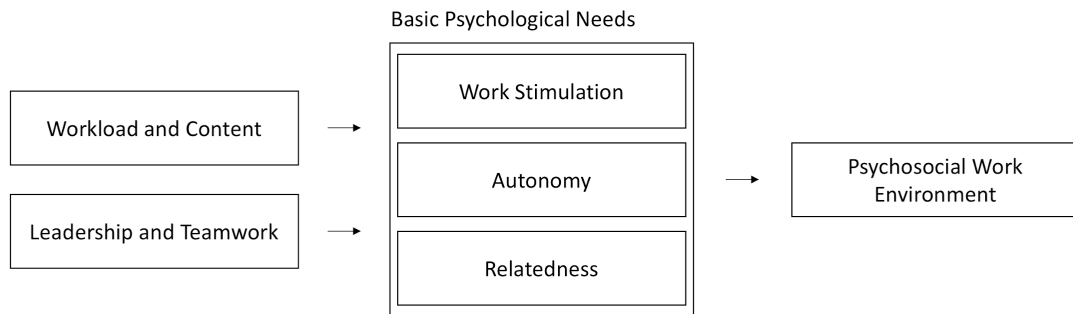 Basic Psychological Needs
Workload and Content
Leadership and Teamwork
Work Stimulation
Autonomy
Relatedness
Psychosocial Work
Environment